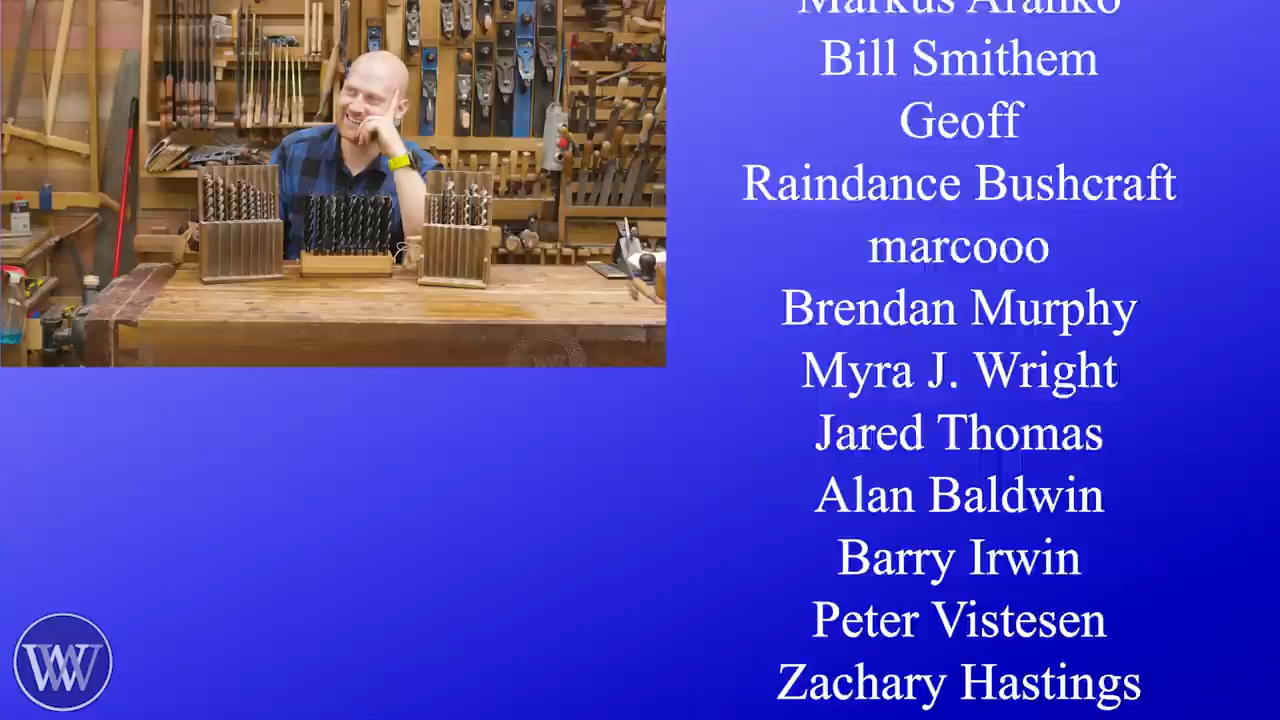 Bill Smithem
Geoff
Raindance Bushcraft
marcooo
Brendan Murphy
Myra J. Wright
Jared Thomas
Alan Baldwin
Barry Irwin
Peter Vistesen
Zachary Hastings
WW